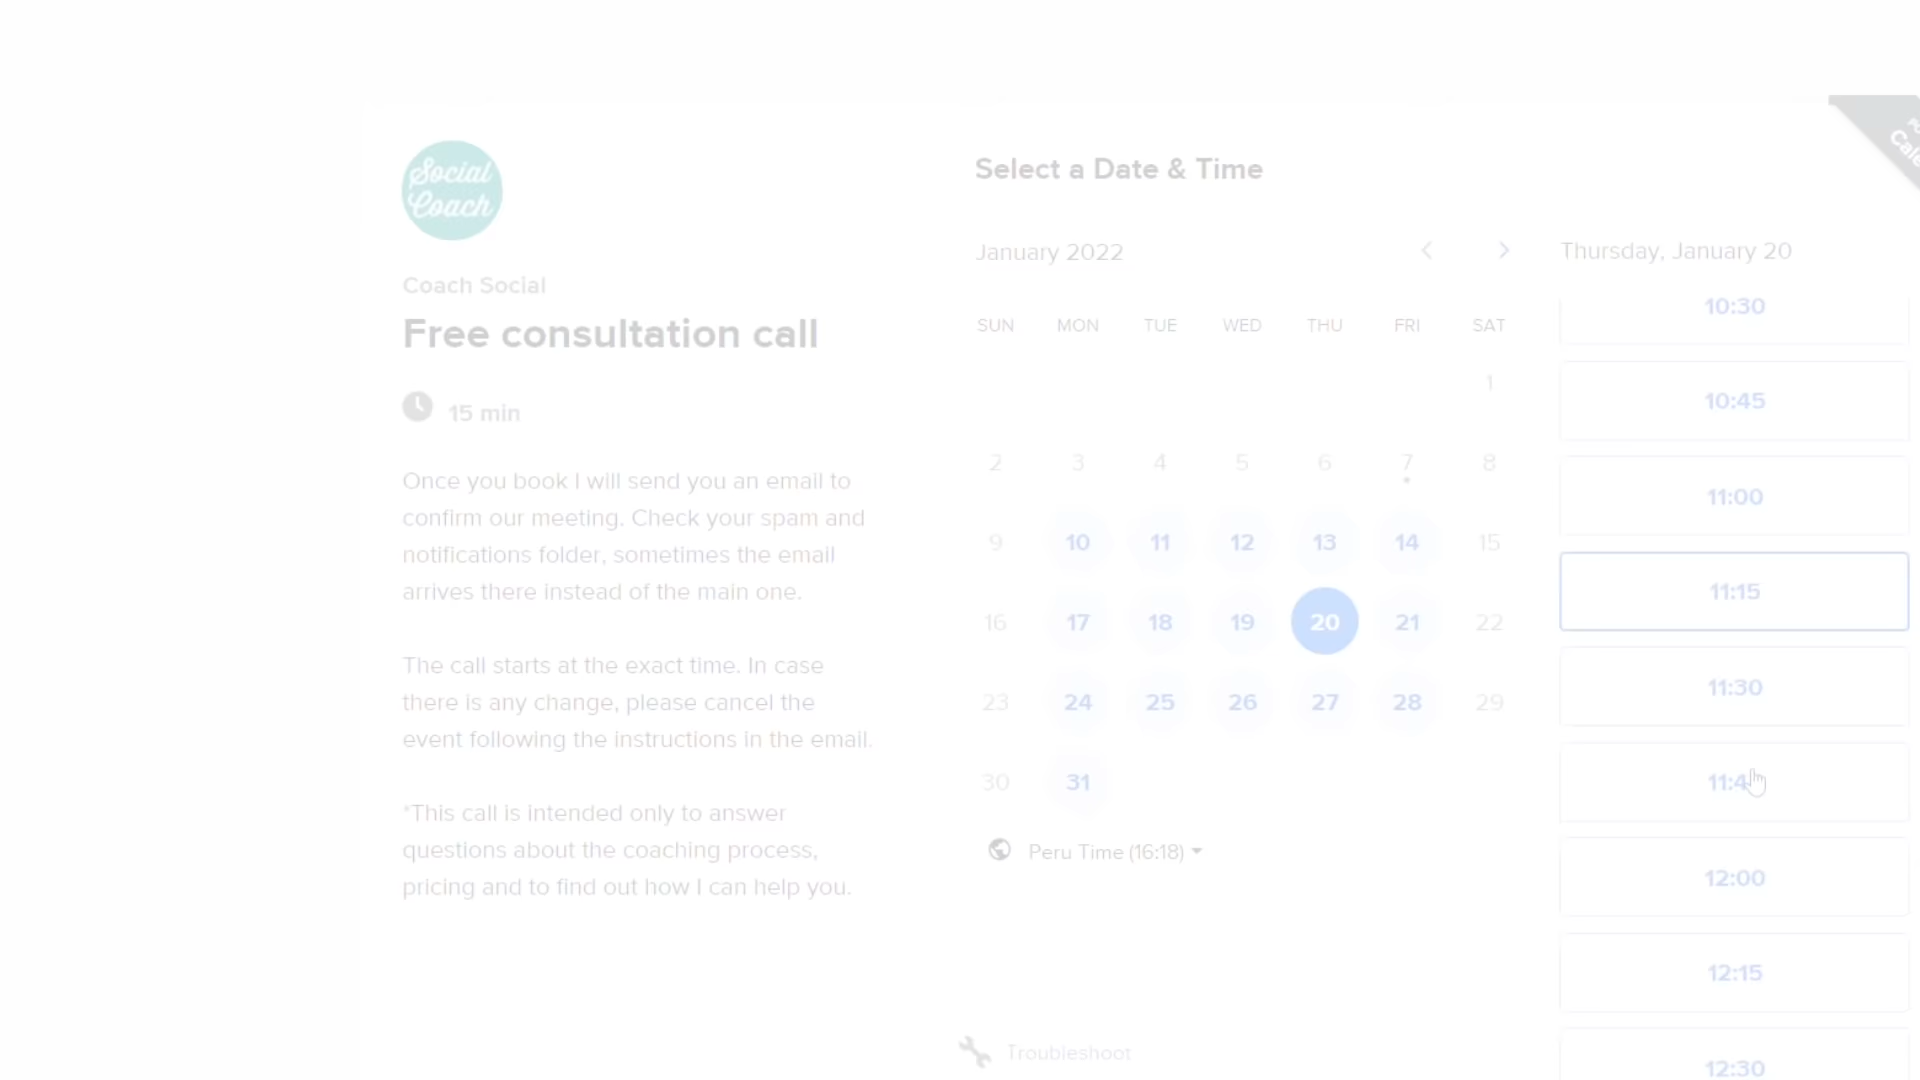 Social
Coach
Coach Social
Free consultation call
15 min
Once you book I will send you an email to
confirm our meeting. Check your spam and
notifications folder, sometimes the email
arrives there instead of the main one.
The call starts at the exact time. In case
there is any change, please cancel the
event following the instructions in the email.
*This call is intended only to answer
questions about the coaching process,
pricing and to find out how I can help you.
Select a Date & Time
January 2022
SUN MON TUE WED THU FRI SAT
1
2 3 4 5 6 7 8
9 10 11 12 13 14 15
16 17 18 19 20 21 22
23 24 25 26 27 28 29
30 31
Peru Time (16:18)
Troubleshoot
Thursday, January 20
10:30
10:45
11:00
11:15
11:30
11:4
12:00
12:15
12:30